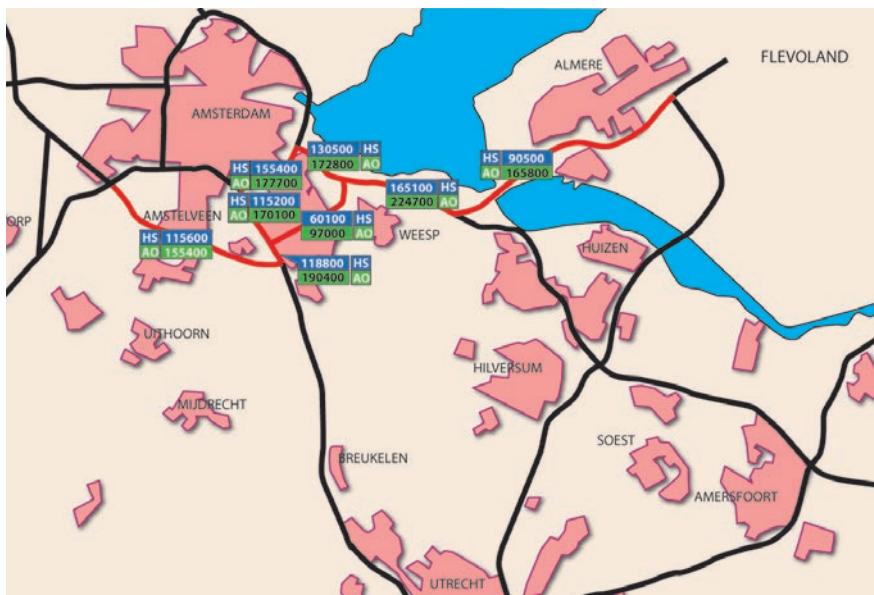 ALMERE
FLEVOLAND
AMSTERDAM
130500 HS
172800
HS 155400
AO 177700
HS 90500
AO 165800
165100 HS
224700 AO
HS 115200
AO 170100
AMSTELVEEN
60100 HS
97000 AO
WEESP
ORP
HS 115600
AO 155400
HUIZEN
118800 HS
190400 AO
UITHOORN
HILVERSUM
MIJDRECHT
SOEST
BREUKELEN
AMERSFOORT
UTRECHT